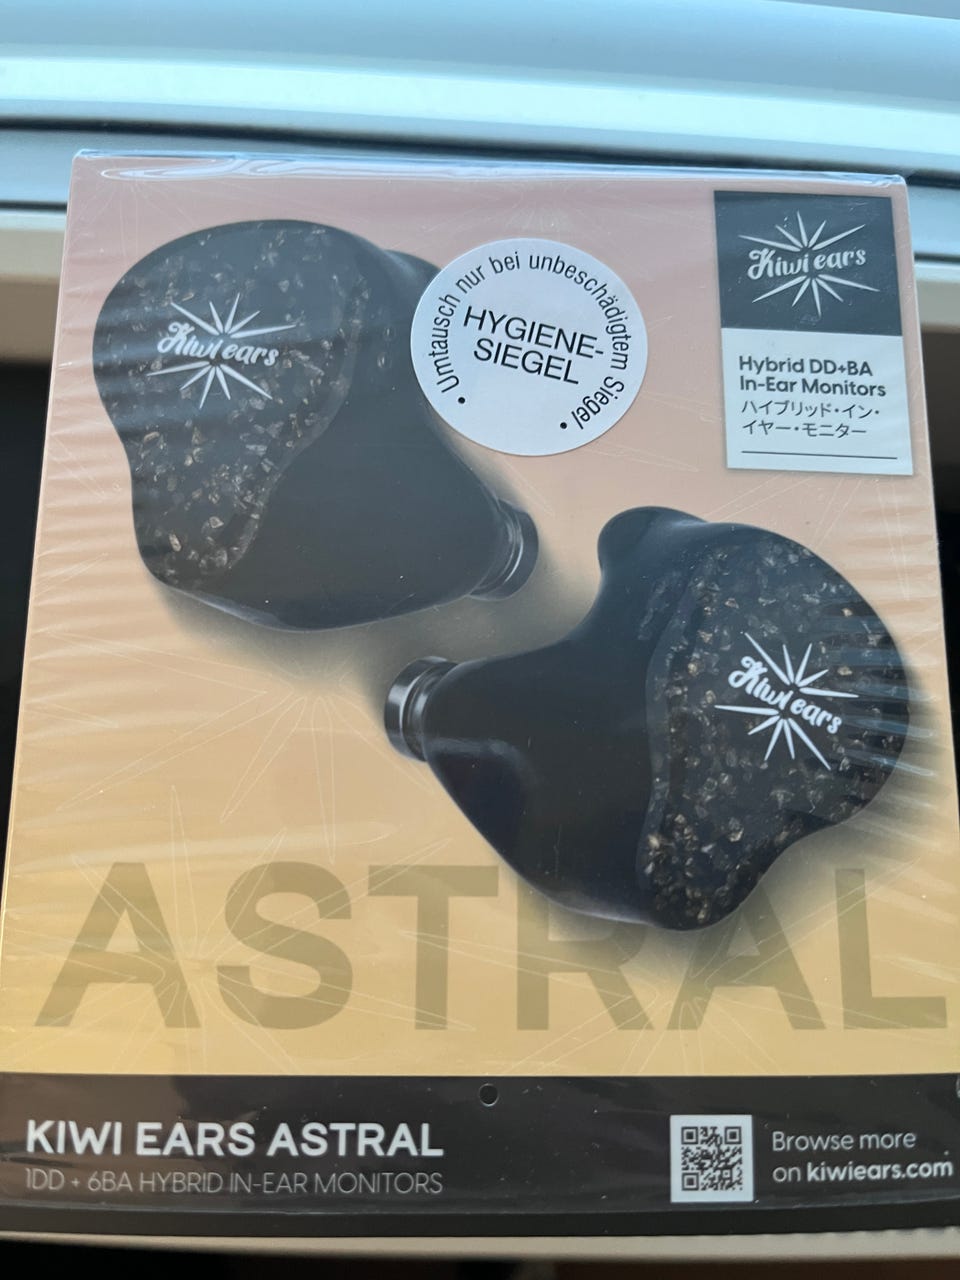 Kiwi ears
• Umtausch nur bei unbeschädigtem Siegel •
HYGIENE-
SIEGEL
Kiwi ears
Hybrid DD+BA
In-Ear Monitors
ハイブリッド・イン・
イヤー・モニター
Kiwi ears
ASTRAL
KIWI EARS ASTRAL
1DD + 6BA HYBRID IN-EAR MONITORS
Browse more
on kiwiears.com